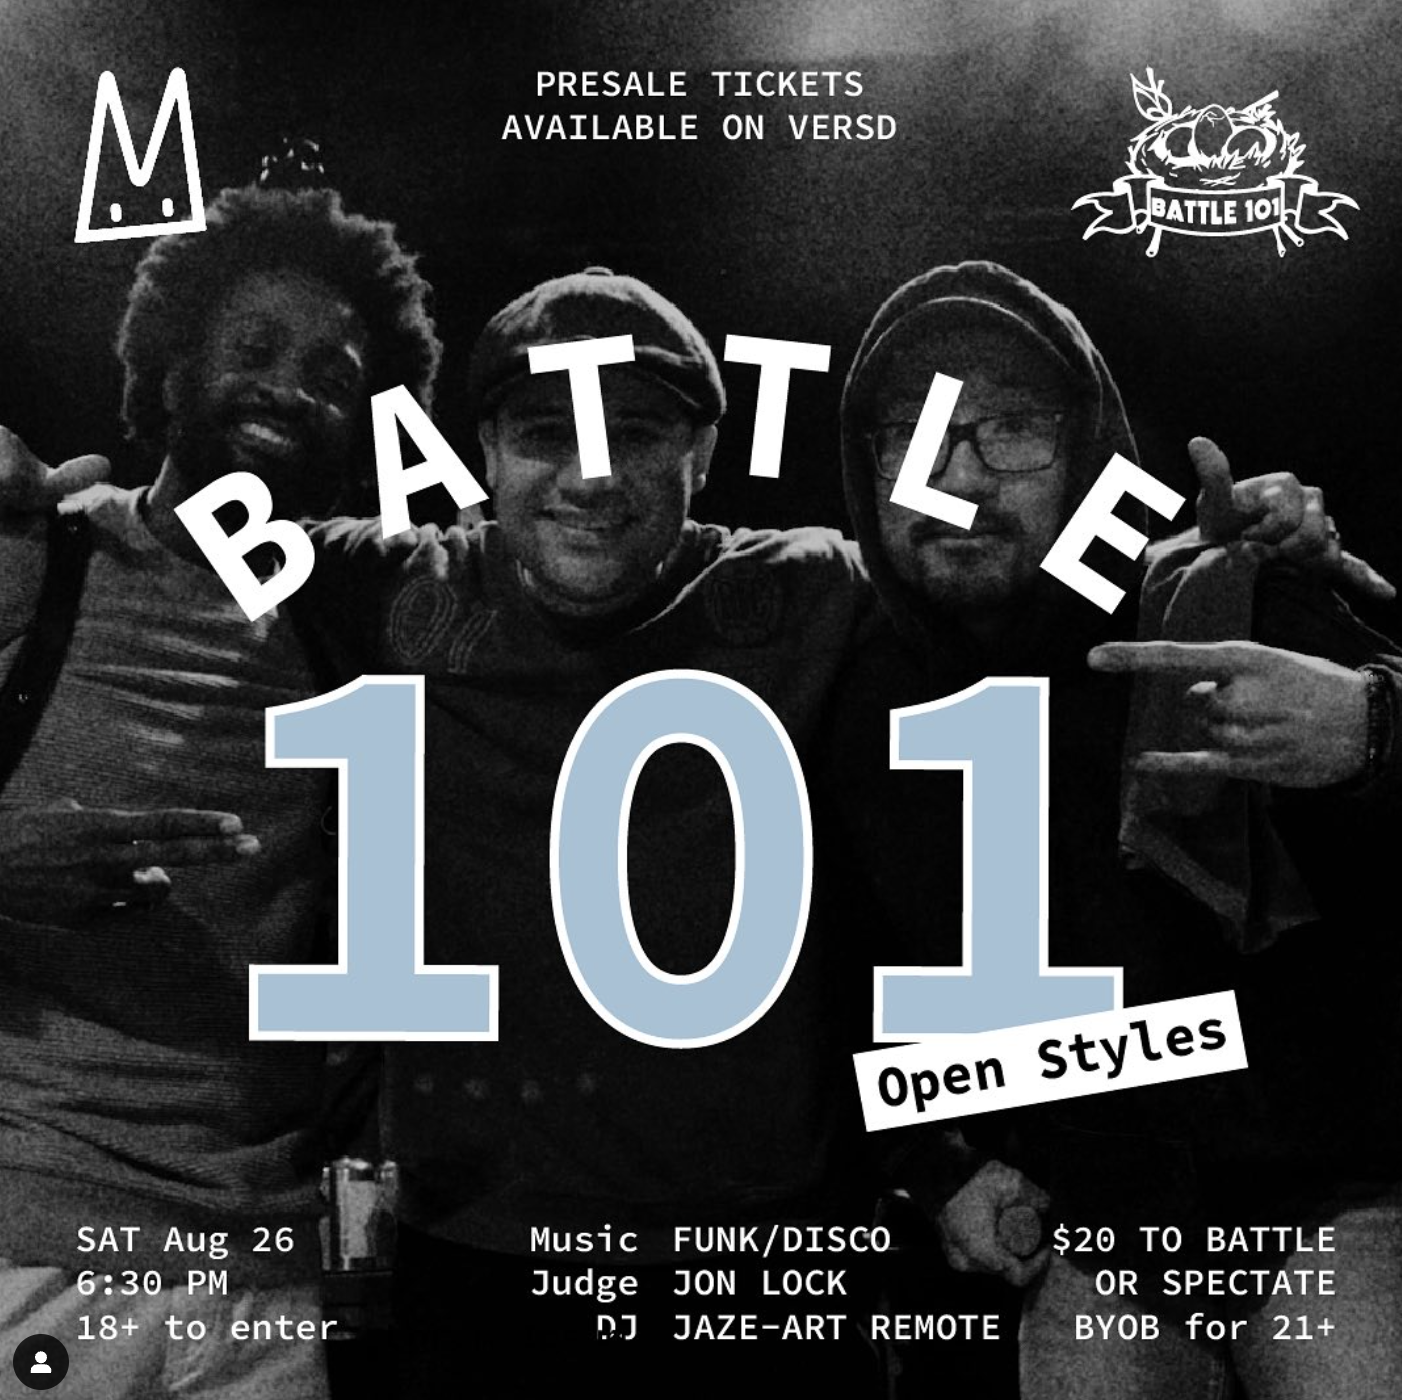 PRESALE TICKETS
AVAILABLE ON VERSD
BATTLE 101
BATTLE
101
Open Styles
SAT Aug 26
6:30 PM
18+ to enter
Music FUNK/DISCO
Judge JON LOCK
DJ JAZE-ART REMOTE
$20 TO BATTLE
OR SPECTATE
BYOB for 21+